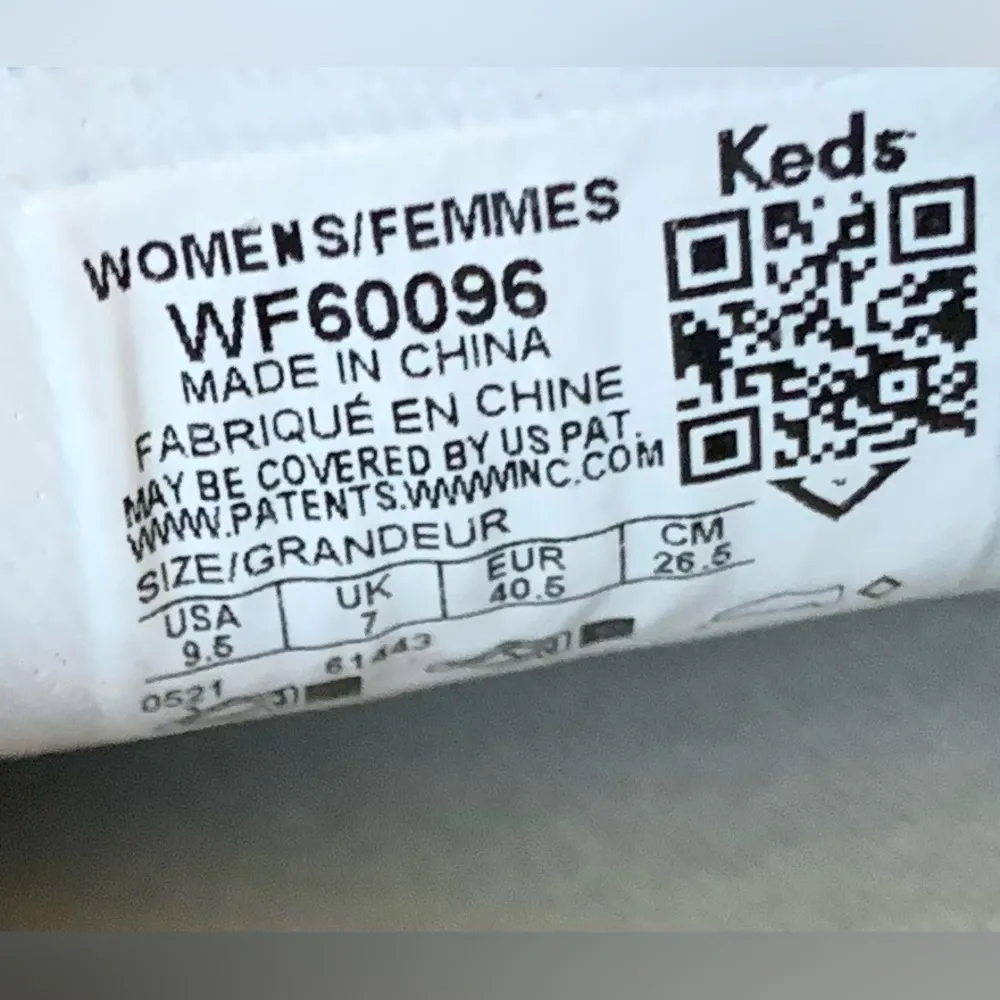 Keds
WOMENS/FEMMES
WF60096
MADE IN CHINA
FABRIQUÉ EN CHINE
MAY BE COVERED BY US PAT.
WWW.PATENTS.WWWINC.COM
SIZE/GRANDEUR
USA UK EUR CM
9.5 7 40.5 26.5
0521 61443